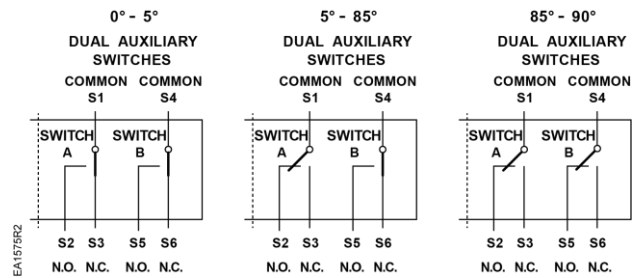 0° - 5°
DUAL AUXILIARY
SWITCHES
COMMON COMMON
S1 S4
SWITCH SWITCH
A B
S2 S3 S5 S6
N.O. N.C. N.O. N.C.
5° - 85°
DUAL AUXILIARY
SWITCHES
COMMON COMMON
S1 S4
SWITCH SWITCH
A B
S2 S3 S5 S6
N.O. N.C. N.O. N.C.
85° - 90°
DUAL AUXILIARY
SWITCHES
COMMON COMMON
S1 S4
SWITCH SWITCH
A B
S2 S3 S5 S6
N.O. N.C. N.O. N.C.
EA1575R2